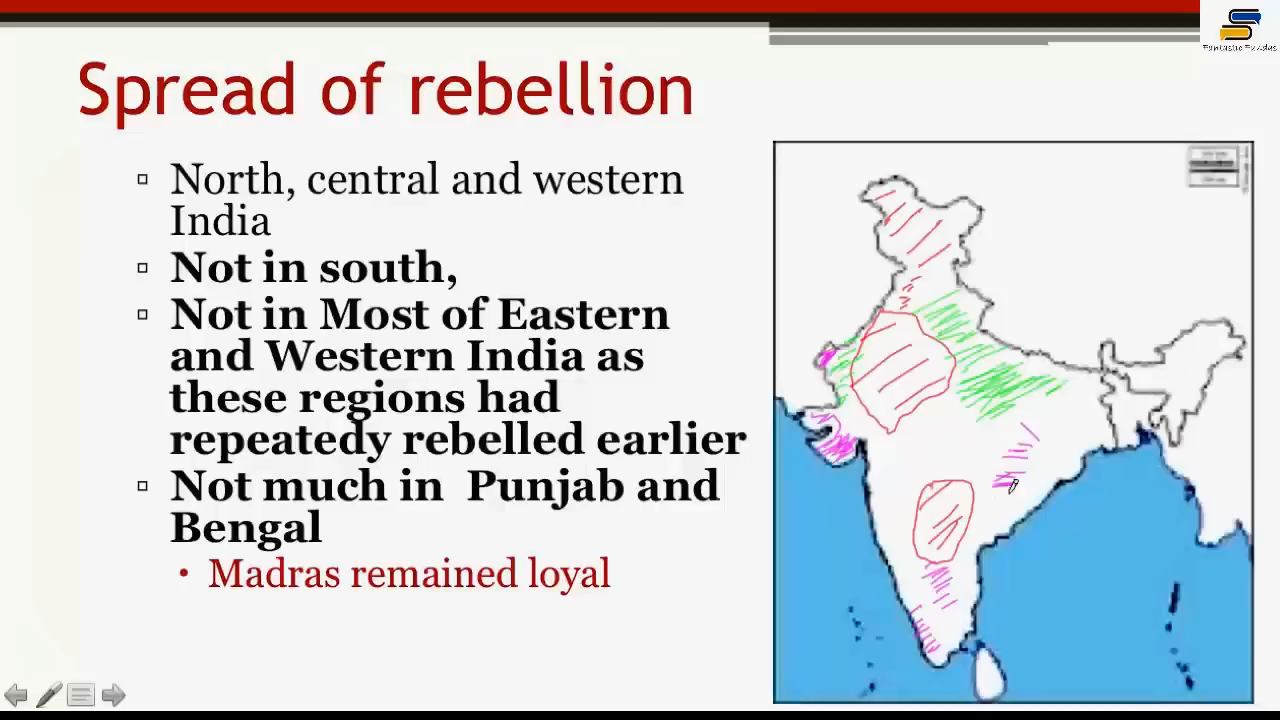 Spread of rebellion
North, central and western
India
Not in south,
Not in Most of Eastern
and Western India as
these regions had
repeatedy rebelled earlier
Not much in Punjab and
Bengal
Madras remained loyal